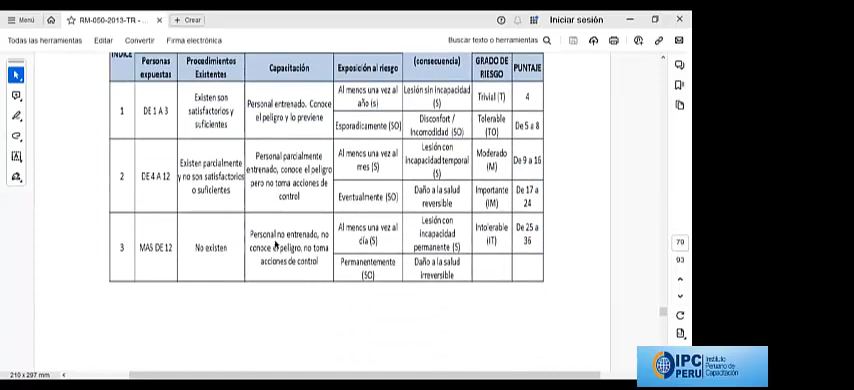 Menú
RM-050-2013-TR - ...
+ Crear
Iniciar sesión
Todas las herramientas
Editar
Convertir
Firma electrónica
Buscar texto o herramientas
INDICE
Personas expuestas
Procedimientos Existentes
Capacitación
Exposición al riesgo
(consecuencia)
GRADO DE RIESGO
PUNTAJE
1
DE 1 A 3
Existen son
satisfactorios y
suficientes
Personal entrenado. Conoce
el peligro y lo previene
Al menos una vez al
año (s)
Lesión sin incapacidad
(S)
Trivial (T)
4
Esporadicamente (SO)
Disconfort /
Incomodidad (SO)
Tolerable
(TO)
De 5 a 8
2
DE 4 A 12
Existen parcialmente
y no son satisfactorios
o suficientes
Personal parcialmente
entrenado, conoce el peligro
pero no toma acciones de
control
Al menos una vez al
mes (S)
Lesión con
incapacidad temporal
(S)
Moderado
(M)
De 9 a 16
Eventualmente (SO)
Daño a la salud
reversible
Importante
(IM)
De 17 a
24
3
MAS DE 12
No existen
Personal no entrenado, no
conoce el peligro, no toma
acciones de control
Al menos una vez al
día (S)
Lesión con
incapacidad
permanente (S)
Intolerable
(IT)
De 25 a
36
Permanentemente
(SO)
Daño a la salud
irreversible
79
93
210 x 297 mm
IPC
PERU
Instituto
Peruano de
Capacitación